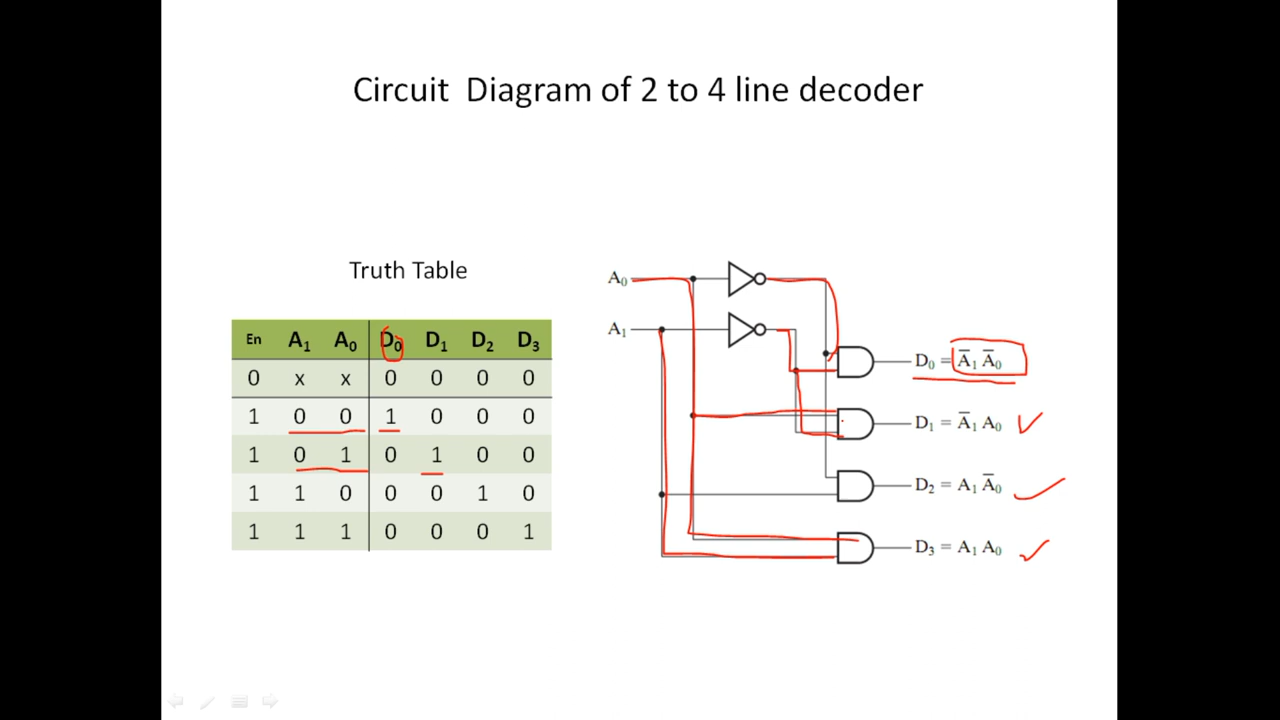 Circuit Diagram of 2 to 4 line decoder
Truth Table
En A₁ A₀ D₀ D₁ D₂ D₃
0 x x 0 0 0 0
1 0 0 1 0 0 0
1 0 1 0 1 0 0
1 1 0 0 0 1 0
1 1 1 0 0 0 1
A₀
A₁
D₀ = A̅₁ A̅₀
D₁ = A̅₁ A₀
D₂ = A₁ A̅₀
D₃ = A₁ A₀